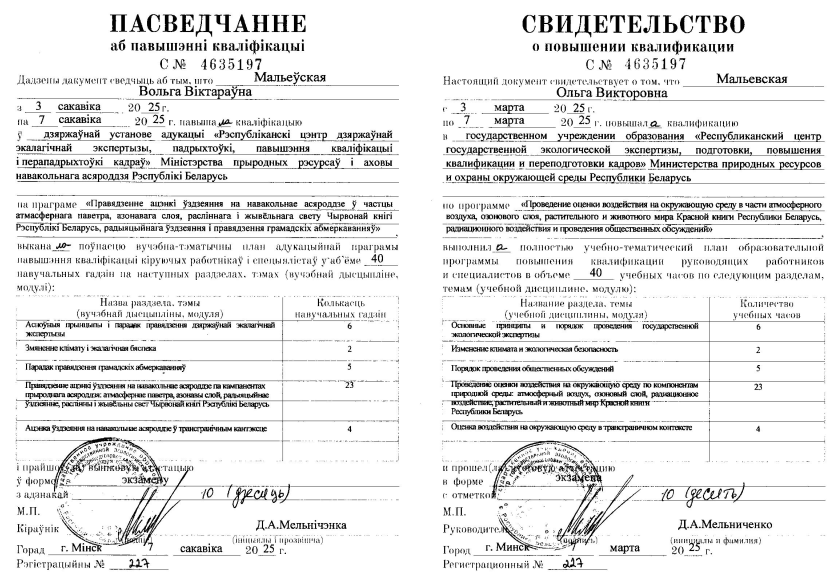 ПАСВЕДЧАННЕ
аб павышэнні кваліфікацыі
С № 4635197
Дадзены дакумент сведчыць аб тым, што Мальеўская
Вольга Віктараўна
з 3 сакавіка 20 25 г.
па 7 сакавіка 20 25 г. павышала кваліфікацыю
ў дзяржаўнай установе адукацыі «Рэспубліканскі цэнтр дзяржаўнай
экалагічнай экспертызы, падрыхтоўкі, павышэння кваліфікацыі
і перападрыхтоўкі кадраў» Міністэрства прыродных рэсурсаў і аховы
навакольнага асяроддзя Рэспублікі Беларусь
па праграме «Правядзенне ацэнкі ўздзеяння на навакольнае асяроддзе ў частцы
атмасфернага паветра, азонавага слоя, расліннага і жывёльнага свету Чырвонай кнігі
Рэспублікі Беларусь, радыяцыйнага ўздзеяння і правядзення грамадскіх абмеркаванняў»
выканала поўнасцю вучэбна-тэматычны план адукацыйнай праграмы
павышэння кваліфікацыі кіруючых работнікаў і спецыялістаў у аб'ёме 40
навучальных гадзін па наступных раздзелах, тэмах (вучэбнай дысцыпліне,
модулі):
Назва раздзела, тэмы
(вучэбнай дысцыпліны, модуля)
Колькасць
навучальных гадзін
Асноўныя прынцыпы і парадак правядзення дзяржаўнай экалагічнай
экспертызы
6
Змяненне клімату і экалагічная бяспека
2
Парадак правядзення грамадскіх абмеркаванняў
5
Правядзенне ацэнкі ўздзеяння на навакольнае асяроддзе па кампанентах
прыроднага асяроддзя: атмасфернае паветра, азонавы слой, радыяцыйнае
ўздзеянне, раслінны і жывёльны свет Чырвонай кнігі Рэспублікі Беларусь
23
Ацэнка ўздзеяння на навакольнае асяроддзе ў трансгранічным кантэксце
4
і прайшла выніковую атэстацыю
ў форме экзамену
з адзнакай 10 (дзесяць)
М.П.
Кіраўнік Д.А.Мельнічэнка
(ініцыялы і прозвішча)
Горад г. Мінск сакавіка 20 25 г.
Рэгістрацыйны № 227
СВИДЕТЕЛЬСТВО
о повышении квалификации
С № 4635197
Настоящий документ свидетельствует о том, что Мальевская
Ольга Викторовна
с 3 марта 20 25 г.
по 7 марта 20 25 г. повышала квалификацию
в государственном учреждении образования «Республиканский центр
государственной экологической экспертизы, подготовки, повышения
квалификации и переподготовки кадров» Министерства природных ресурсов
и охраны окружающей среды Республики Беларусь
по программе «Проведение оценки воздействия на окружающую среду в части атмосферного
воздуха, озонового слоя, растительного и животного мира Красной книги Республики Беларусь,
радиационного воздействия и проведения общественных обсуждений»
выполнила полностью учебно-тематический план образовательной
программы повышения квалификации руководящих работников
и специалистов в объеме 40 учебных часов по следующим разделам,
темам (учебной дисциплине, модулю):
Название раздела, темы
(учебной дисциплины, модуля)
Количество
учебных часов
Основные принципы и порядок проведения государственной
экологической экспертизы
6
Изменение климата и экологическая безопасность
2
Порядок проведения общественных обсуждений
5
Проведение оценки воздействия на окружающую среду по компонентам
природной среды: атмосферный воздух, озоновый слой, радиационное
воздействие, растительный и животный мир Красной книги
Республики Беларусь
23
Оценка воздействия на окружающую среду в трансграничном контексте
4
и прошел(ла) итоговую аттестацию
в форме экзамена
с отметкой 10 (десять)
М.П.
Руководитель Д.А.Мельниченко
(подпись) (инициалы и фамилия)
Город г. Минск марта 20 25 г.
Регистрационный № 227